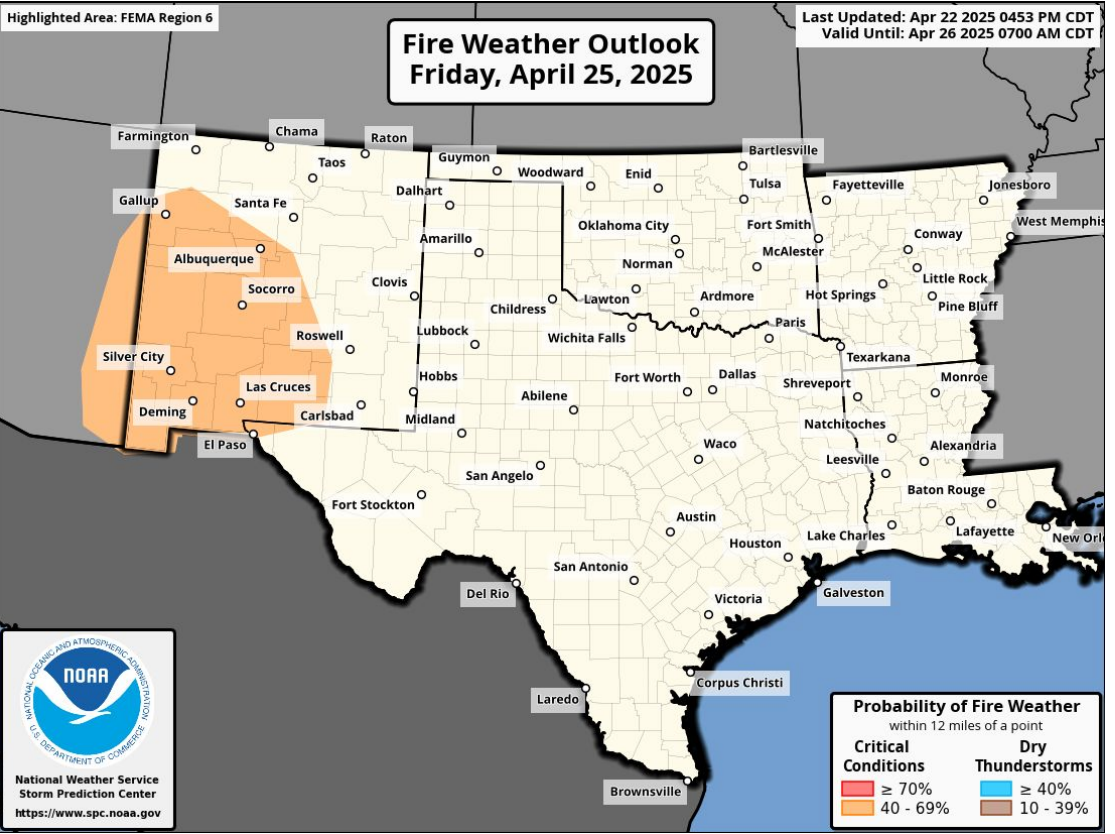 Highlighted Area: FEMA Region 6
Fire Weather Outlook
Friday, April 25, 2025
Last Updated: Apr 22 2025 0453 PM CDT
Valid Until: Apr 26 2025 0700 AM CDT
Farmington
Chama
Raton
Taos
Guymon
Woodward
Enid
Bartlesville
Tulsa
Fayetteville
Jonesboro
Gallup
Santa Fe
Dalhart
West Memphis
Albuquerque
Amarillo
Oklahoma City
Norman
Fort Smith
McAlester
Conway
Little Rock
Socorro
Clovis
Childress
Lawton
Ardmore
Hot Springs
Pine Bluff
Roswell
Lubbock
Wichita Falls
Paris
Texarkana
Silver City
Las Cruces
Hobbs
Abilene
Fort Worth
Dallas
Shreveport
Monroe
Deming
Carlsbad
Midland
Natchitoches
El Paso
San Angelo
Waco
Leesville
Alexandria
Fort Stockton
Austin
Baton Rouge
Houston
Lake Charles
Lafayette
New Orl
San Antonio
Del Rio
Victoria
Galveston
Laredo
Corpus Christi
Brownsville
NATIONAL OCEANIC AND ATMOSPHERIC ADMINISTRATION
NOAA
U.S. DEPARTMENT OF COMMERCE
National Weather Service
Storm Prediction Center
https://www.spc.noaa.gov
Probability of Fire Weather
within 12 miles of a point
Critical Conditions
≥ 70%
40 - 69%
Dry Thunderstorms
≥ 40%
10 - 39%